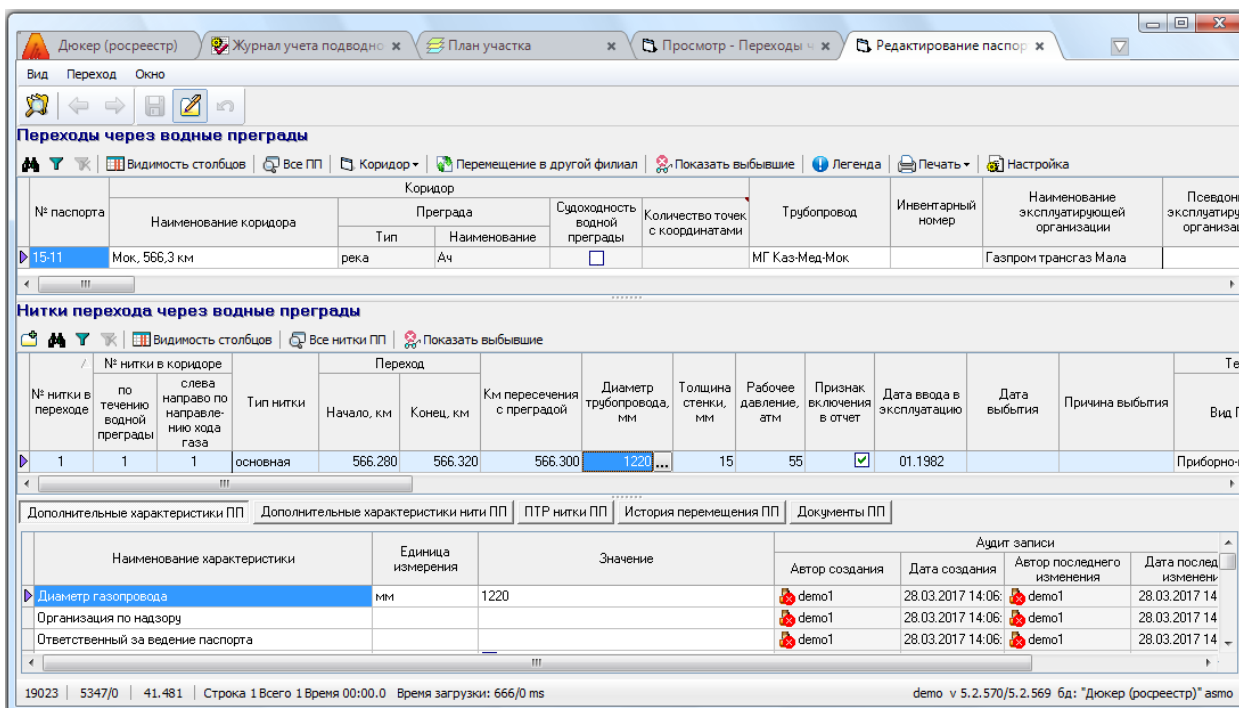 Дюкер (росреестр) Журнал учета подводно План участка Просмотр - Переходы ч Редактирование паспор
Вид Переход Окно
Переходы через водные преграды
Видимость столбцов Все ПП Коридор Перемещение в другой филиал Показать выбывшие Легенда Печать Настройка
№ паспорта Коридор Трубопровод Инвентарный номер Наименование эксплуатирующей организации Псевдон эксплуатиру организац
Наименование коридора Преграда Судоходность водной преграды Количество точек с координатами
Тип Наименование
15-11 Мок, 566,3 км река Ач МГ Каз-Мед-Мок Газпром трансгаз Мала
Нитки перехода через водные преграды
Видимость столбцов Все нитки ПП Показать выбывшие
№ нитки в переходе № нитки в коридоре Тип нитки Переход Км пересечения с преградой Диаметр трубопровода, мм Толщина стенки, мм Рабочее давление, атм Признак включения в отчет Дата ввода в эксплуатацию Дата выбытия Причина выбытия Те
по течению водной преграды слева направо по направле- нию хода газа Начало, км Конец, км Вид Г
1 1 1 основная 566.280 566.320 566.300 1220 ... 15 55 01.1982 Приборно-
Дополнительные характеристики ПП Дополнительные характеристики нити ПП ПТР нитки ПП История перемещения ПП Документы ПП
Наименование характеристики Единица измерения Значение Аудит записи
Автор создания Дата создания Автор последнего изменения Дата послед изменени
Диаметр газопровода мм 1220 demo1 28.03.2017 14:06: demo1 28.03.2017 14
Организация по надзору demo1 28.03.2017 14:06: demo1 28.03.2017 14
Ответственный за ведение паспорта demo1 28.03.2017 14:06: demo1 28.03.2017 14
19023 5347/0 41.481 Строка 1 Всего 1 Время 00:00.0 Время загрузки: 666/0 ms demo v 5.2.570/5.2.569 бд: "Дюкер (росреестр)" asmo